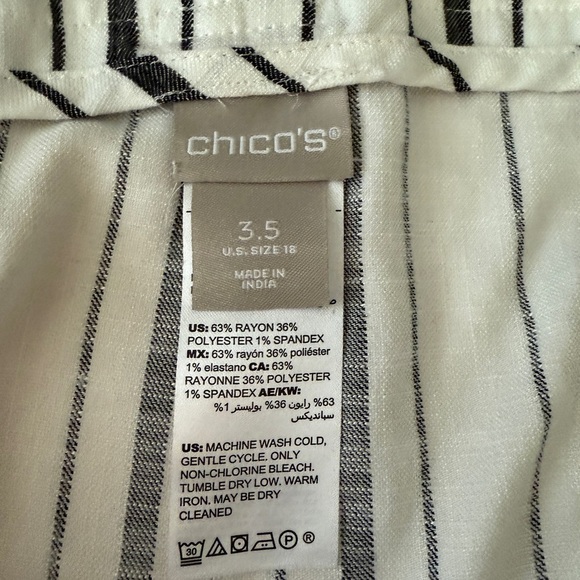 chico's®
3.5
U.S. SIZE 18
MADE IN
INDIA
US: 63% RAYON 36%
POLYESTER 1% SPANDEX
MX: 63% rayón 36% poliéster
1% elastano CA: 63%
RAYONNE 36% POLYESTER
1% SPANDEX AE/KW:
63% رايون 36% بوليستر 1%
سبانديكس
US: MACHINE WASH COLD,
GENTLE CYCLE. ONLY
NON-CHLORINE BLEACH.
TUMBLE DRY LOW, WARM
IRON. MAY BE DRY
CLEANED
30 P ®